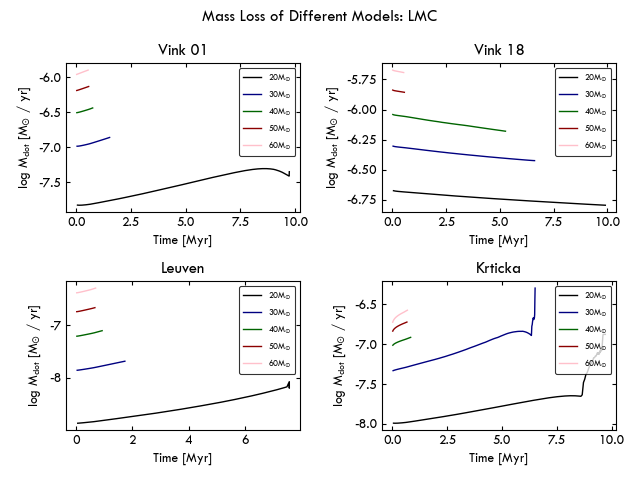 Mass Loss of Different Models: LMC
Vink 01
log M_dot [M⊙ / yr]
-6.0
-6.5
-7.0
-7.5
20M⊙
30M⊙
40M⊙
50M⊙
60M⊙
0.0 2.5 5.0 7.5 10.0
Time [Myr]
Vink 18
log M_dot [M⊙ / yr]
-5.75
-6.00
-6.25
-6.50
-6.75
20M⊙
30M⊙
40M⊙
50M⊙
60M⊙
0.0 2.5 5.0 7.5 10.0
Time [Myr]
Leuven
log M_dot [M⊙ / yr]
-7
-8
20M⊙
30M⊙
40M⊙
50M⊙
60M⊙
0 2 4 6
Time [Myr]
Krticka
log M_dot [M⊙ / yr]
-6.5
-7.0
-7.5
-8.0
20M⊙
30M⊙
40M⊙
50M⊙
60M⊙
0.0 2.5 5.0 7.5 10.0
Time [Myr]